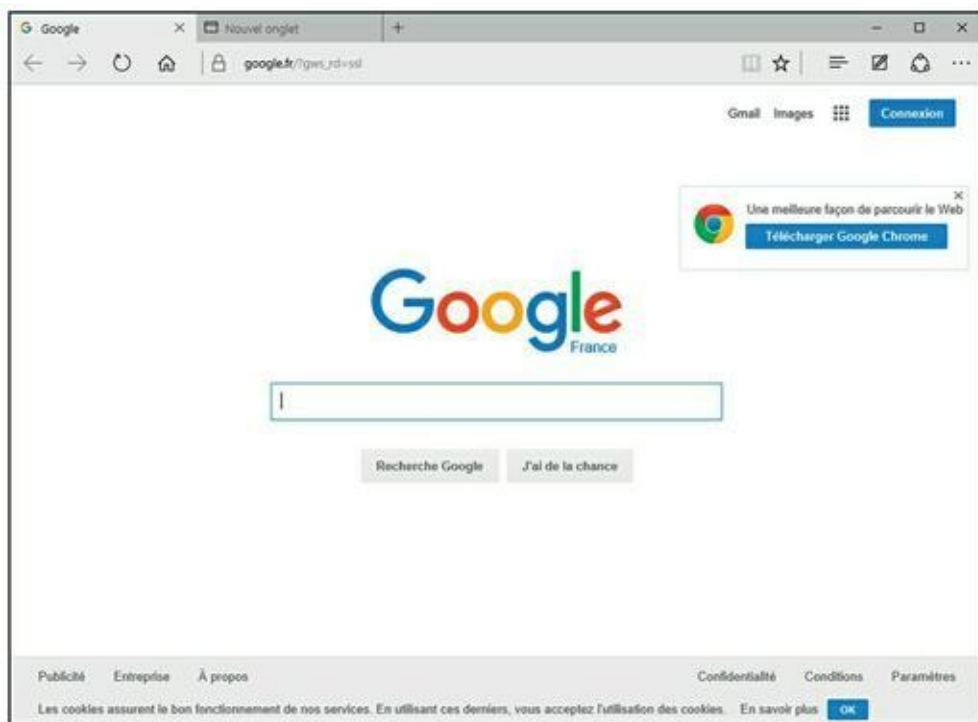 Google Nouvel onglet
google.fr/?gws_rd=ssl
Gmail Images Connexion
Une meilleure façon de parcourir le Web
Télécharger Google Chrome
Google
France
Recherche Google J'ai de la chance
Publicité Entreprise À propos Confidentialité Conditions Paramètres
Les cookies assurent le bon fonctionnement de nos services. En utilisant ces derniers, vous acceptez l'utilisation des cookies. En savoir plus OK